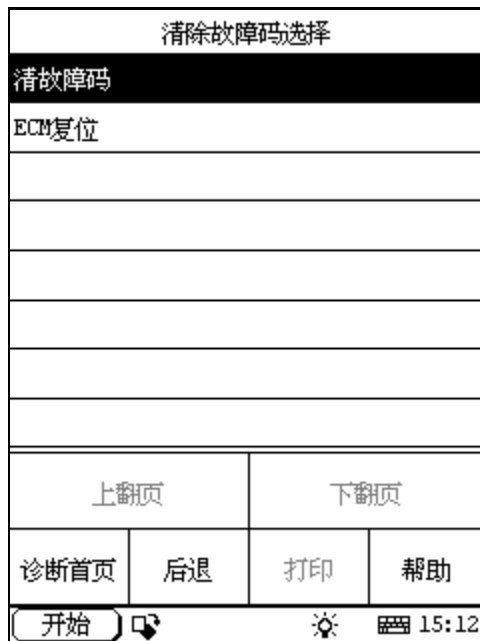 清除故障码选择
清故障码
ECM复位
上翻页 下翻页
诊断首页 后退 打印 帮助
开始 15:12